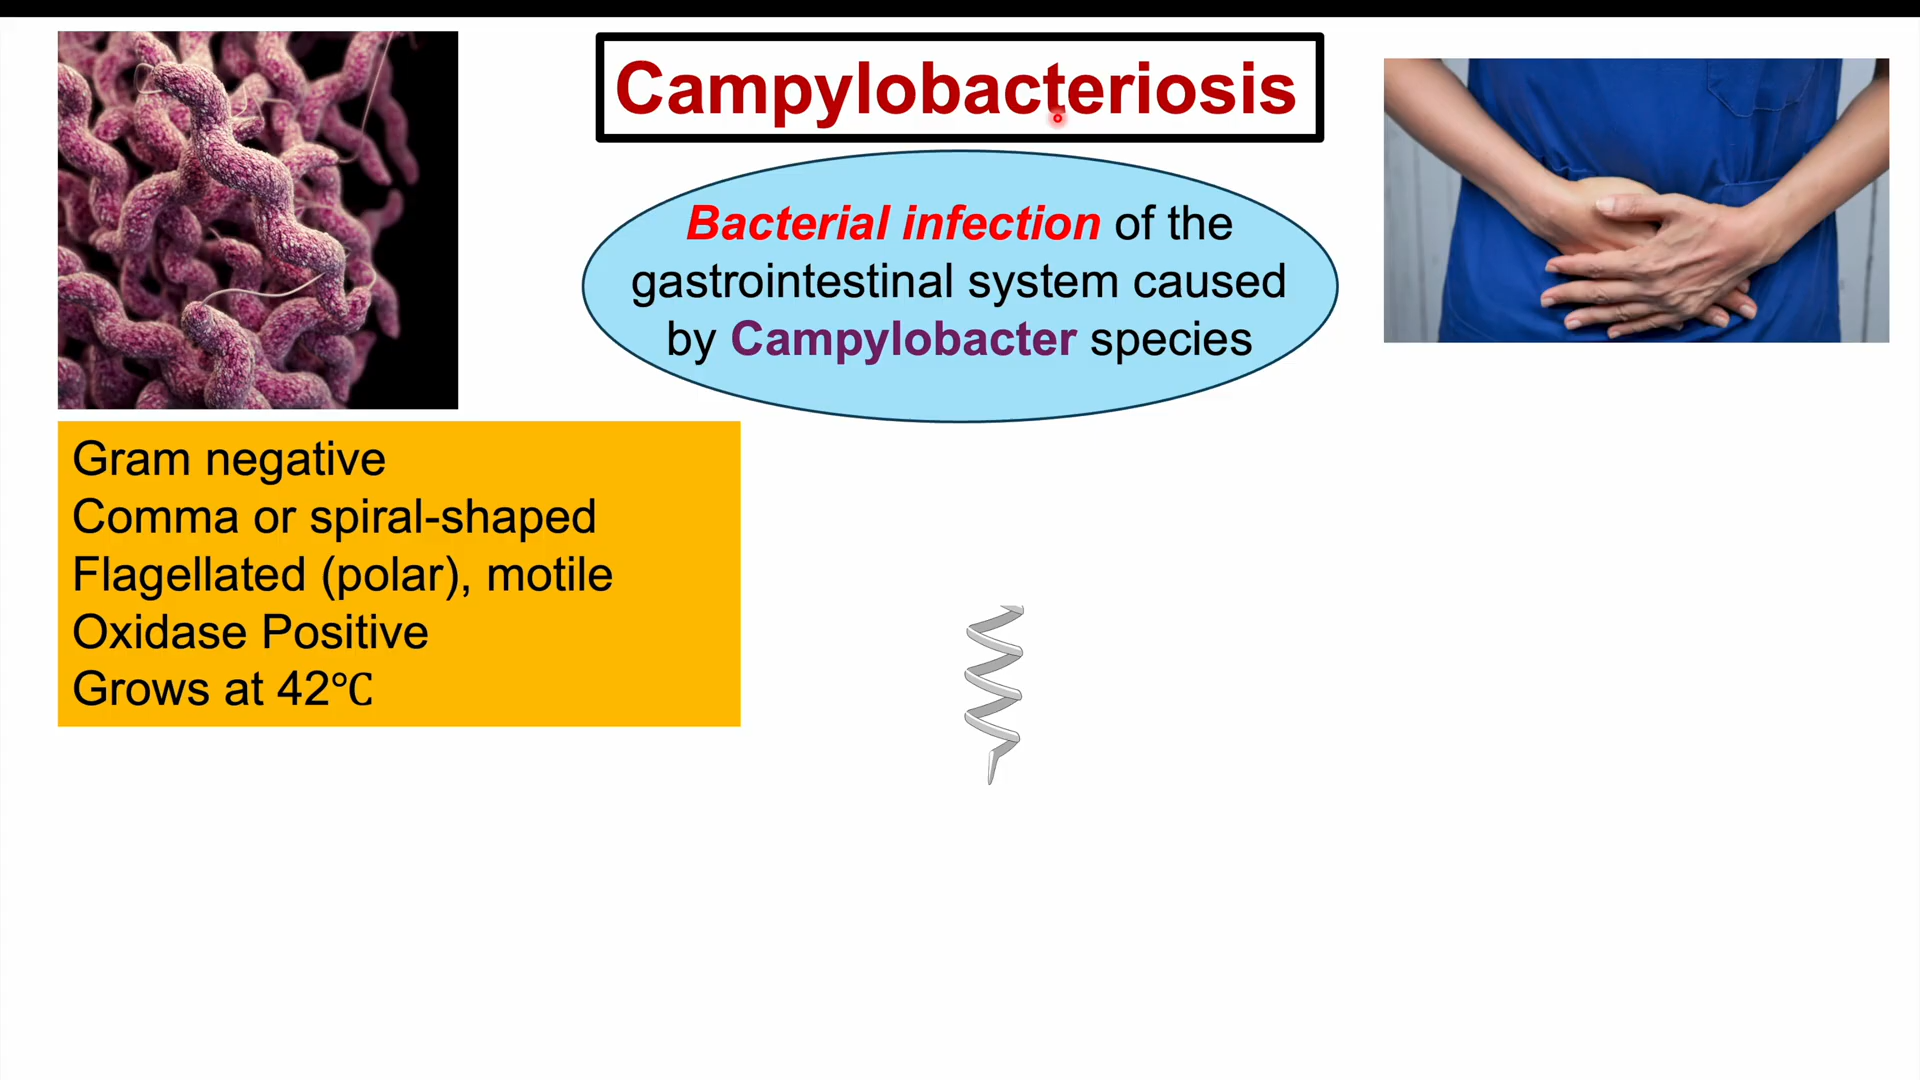 Campylobacteriosis
Bacterial infection of the
gastrointestinal system caused
by Campylobacter species
Gram negative
Comma or spiral-shaped
Flagellated (polar), motile
Oxidase Positive
Grows at 42℃